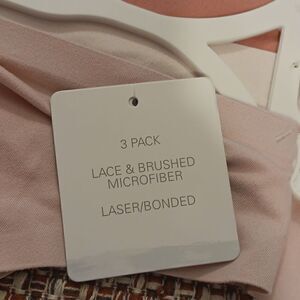 3 PACK
LACE & BRUSHED
MICROFIBER
LASER/BONDED